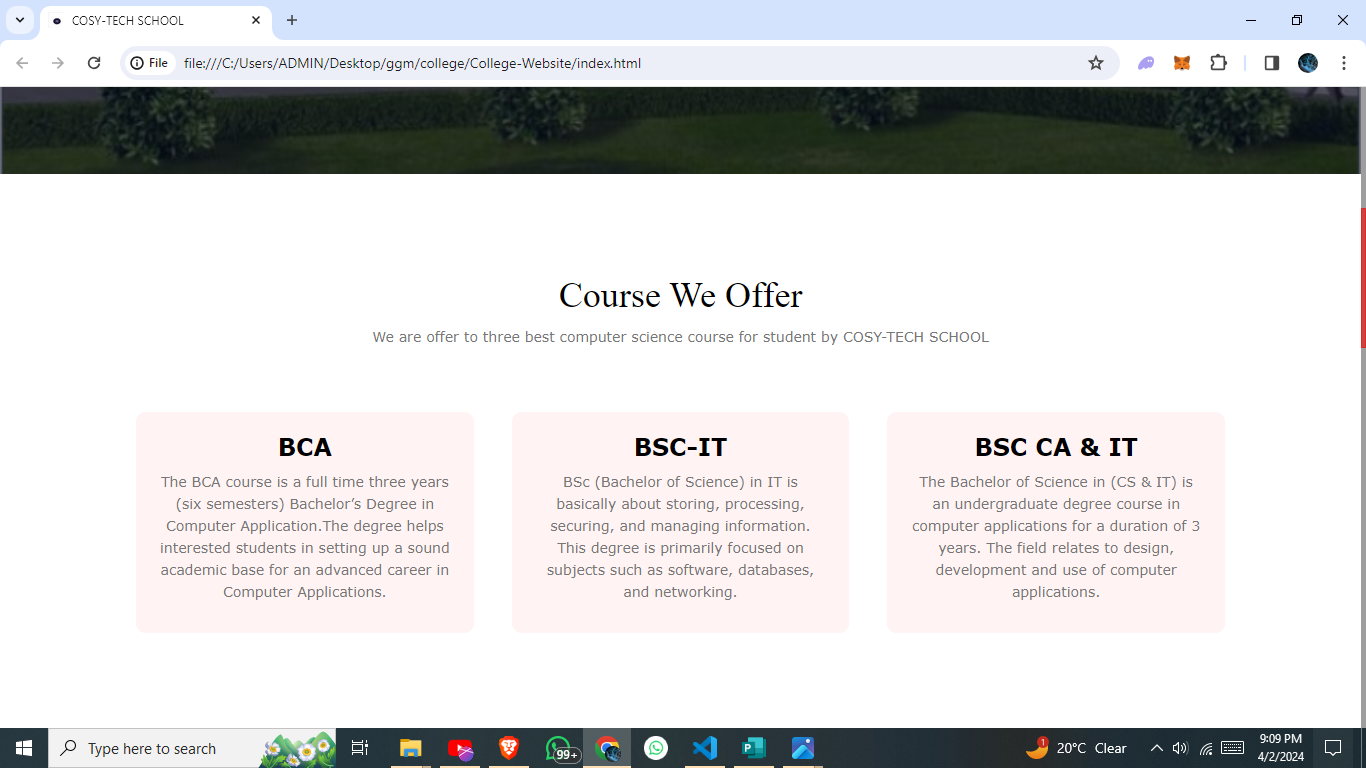 COSY-TECH SCHOOL
File file:///C:/Users/ADMIN/Desktop/ggm/college/College-Website/index.html
Course We Offer
We are offer to three best computer science course for student by COSY-TECH SCHOOL
BCA
The BCA course is a full time three years
(six semesters) Bachelor’s Degree in
Computer Application.The degree helps
interested students in setting up a sound
academic base for an advanced career in
Computer Applications.
BSC-IT
BSc (Bachelor of Science) in IT is
basically about storing, processing,
securing, and managing information.
This degree is primarily focused on
subjects such as software, databases,
and networking.
BSC CA & IT
The Bachelor of Science in (CS & IT) is
an undergraduate degree course in
computer applications for a duration of 3
years. The field relates to design,
development and use of computer
applications.
Type here to search
99+
1
20°C Clear
9:09 PM
4/2/2024